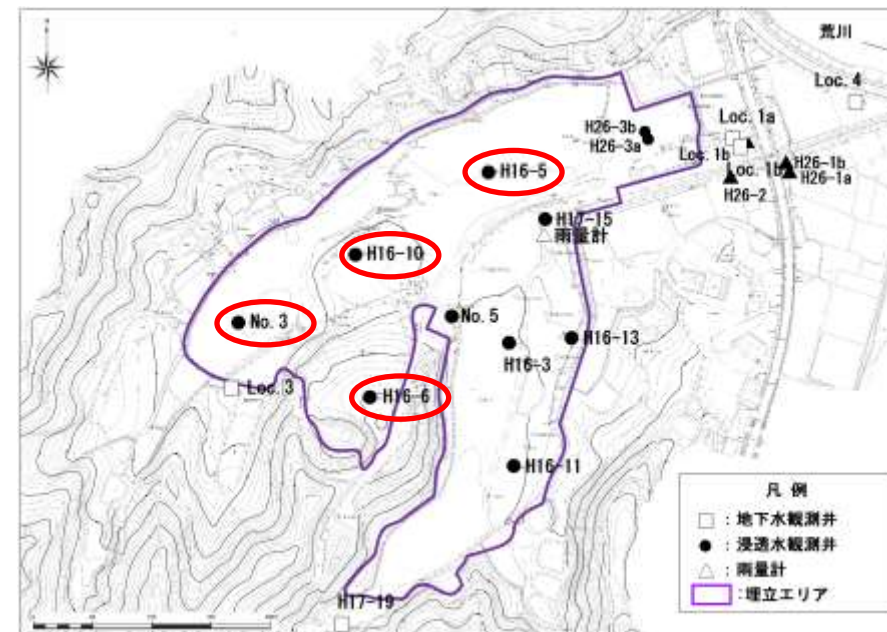 荒川
Loc. 4
Loc. 1a
H26-3b
H26-3a
Loc. 1b
Loc. 1b
H26-1b
H26-1a
H26-2
H16-5
H17-15
雨量計
H16-10
No. 3
No. 5
H16-13
H16-3
Loc. 3
H16-6
H16-11
H17-19
凡 例
□ : 地下水観測井
● : 浸透水観測井
△ : 雨量計
: 埋立エリア